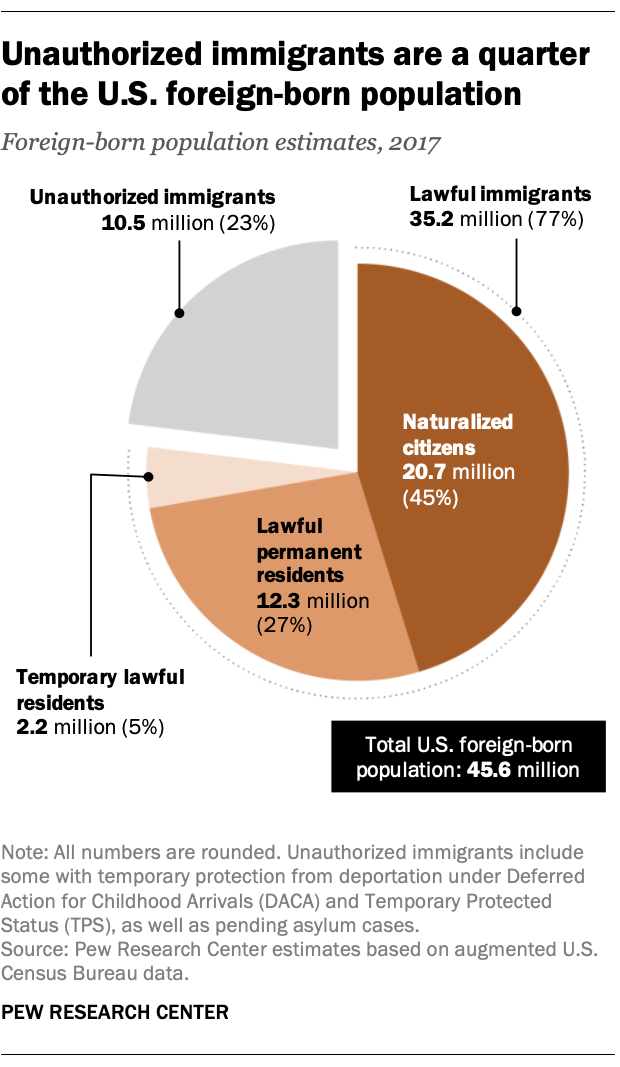 Unauthorized immigrants are a quarter
of the U.S. foreign-born population
Foreign-born population estimates, 2017
Unauthorized immigrants
10.5 million (23%)
Lawful immigrants
35.2 million (77%)
Naturalized
citizens
20.7 million
(45%)
Lawful
permanent
residents
12.3 million
(27%)
Temporary lawful
residents
2.2 million (5%)
Total U.S. foreign-born
population: 45.6 million
Note: All numbers are rounded. Unauthorized immigrants include
some with temporary protection from deportation under Deferred
Action for Childhood Arrivals (DACA) and Temporary Protected
Status (TPS), as well as pending asylum cases.
Source: Pew Research Center estimates based on augmented U.S.
Census Bureau data.
PEW RESEARCH CENTER